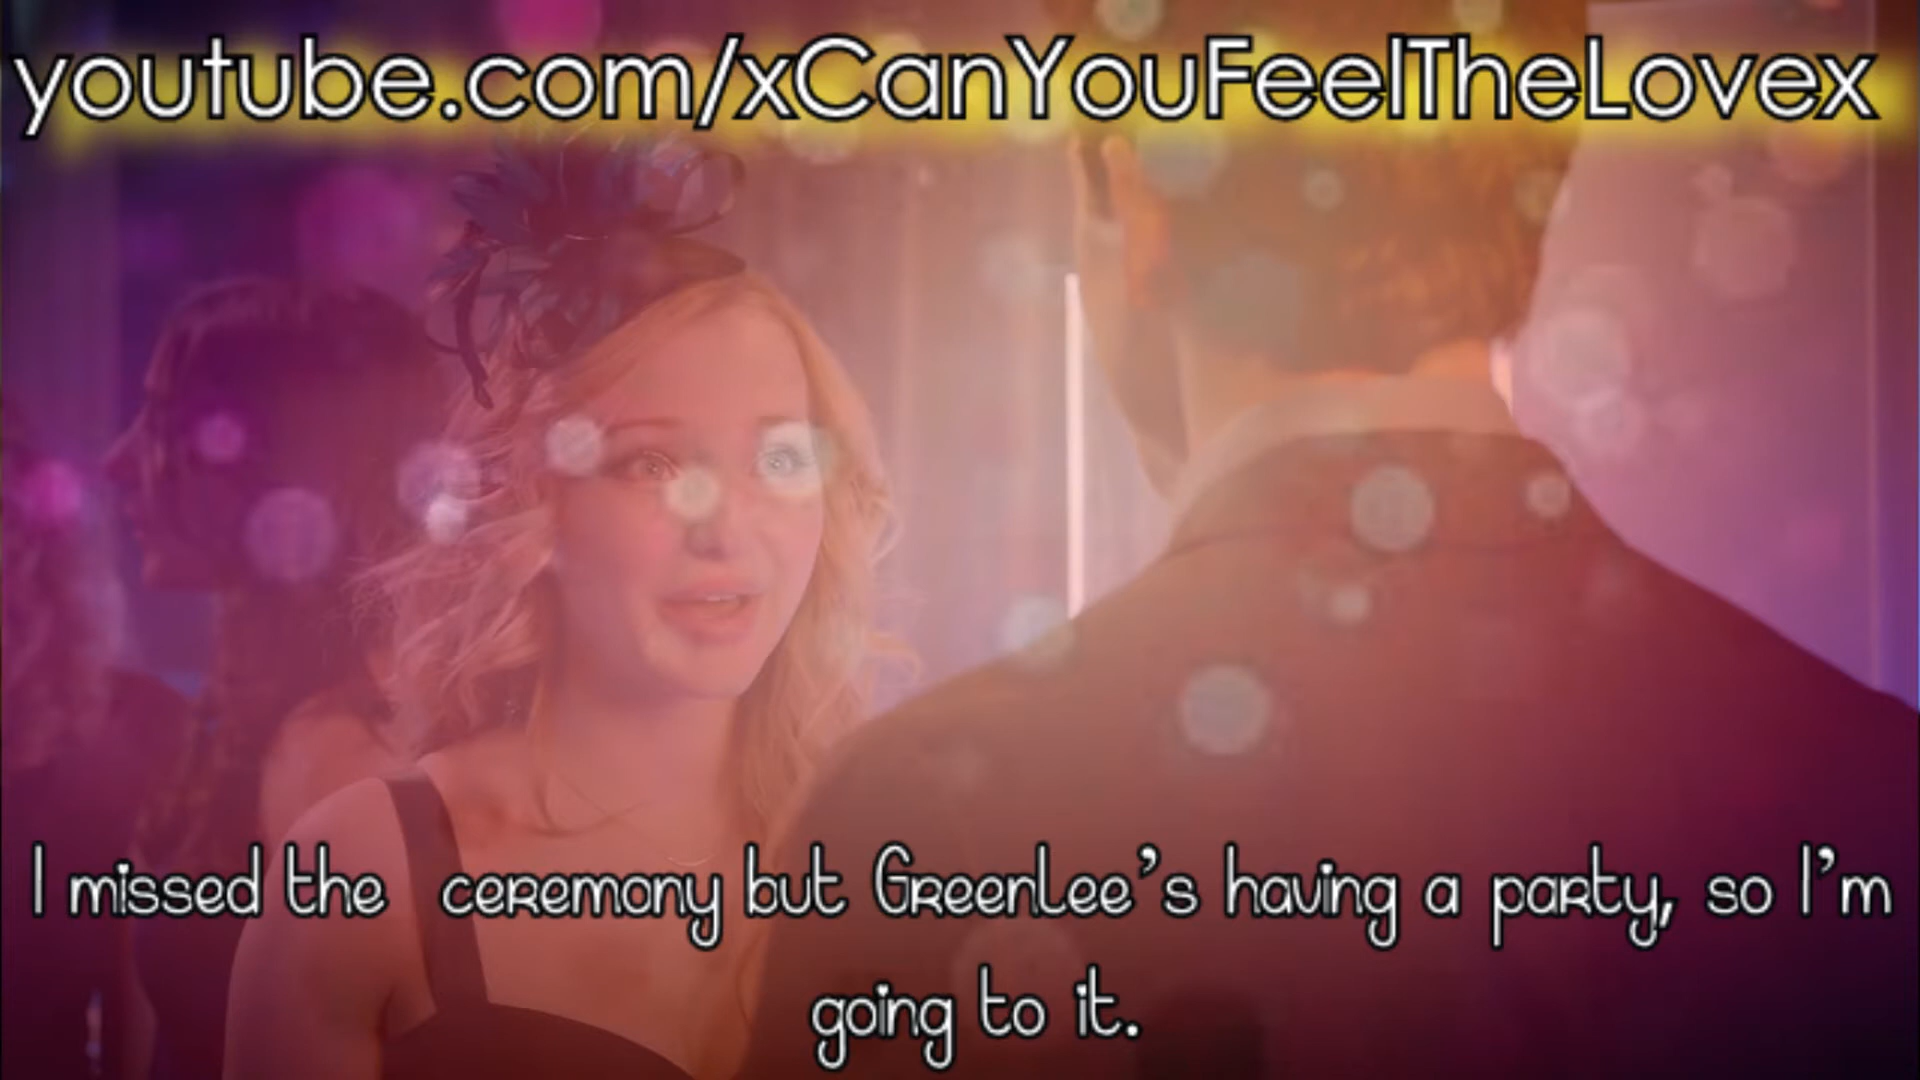 youtube.com/xCanYouFeelTheLovex
I missed the ceremony but Greenlee's having a party, so I'm
going to it.